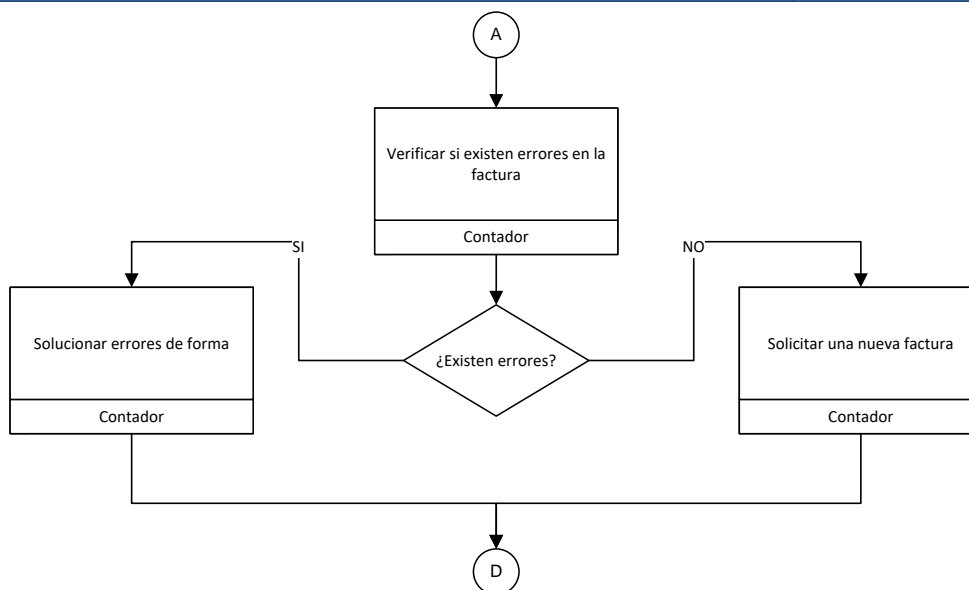 A
Verificar si existen errores en la
factura
Contador
SI
NO
Solucionar errores de forma
¿Existen errores?
Solicitar una nueva factura
Contador
Contador
D